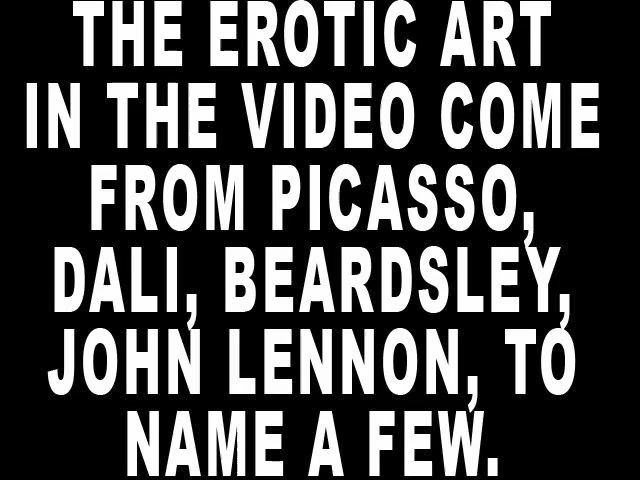 THE EROTIC ART
IN THE VIDEO COME
FROM PICASSO,
DALI, BEARDSLEY,
JOHN LENNON, TO
NAME A FEW.